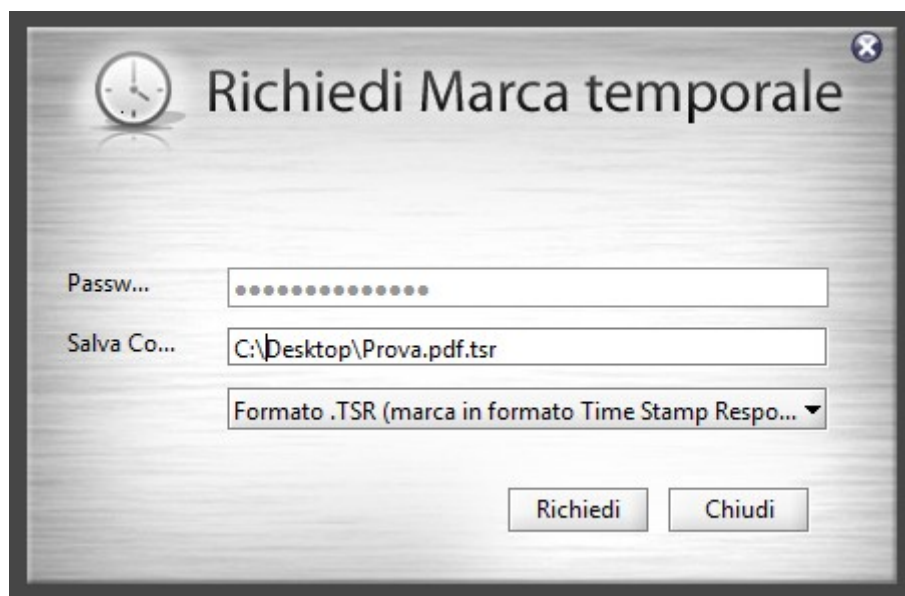 Richiedi Marca temporale
Passw...
Salva Co...
C:\Desktop\Prova.pdf.tsr
Formato .TSR (marca in formato Time Stamp Respo...
Richiedi Chiudi